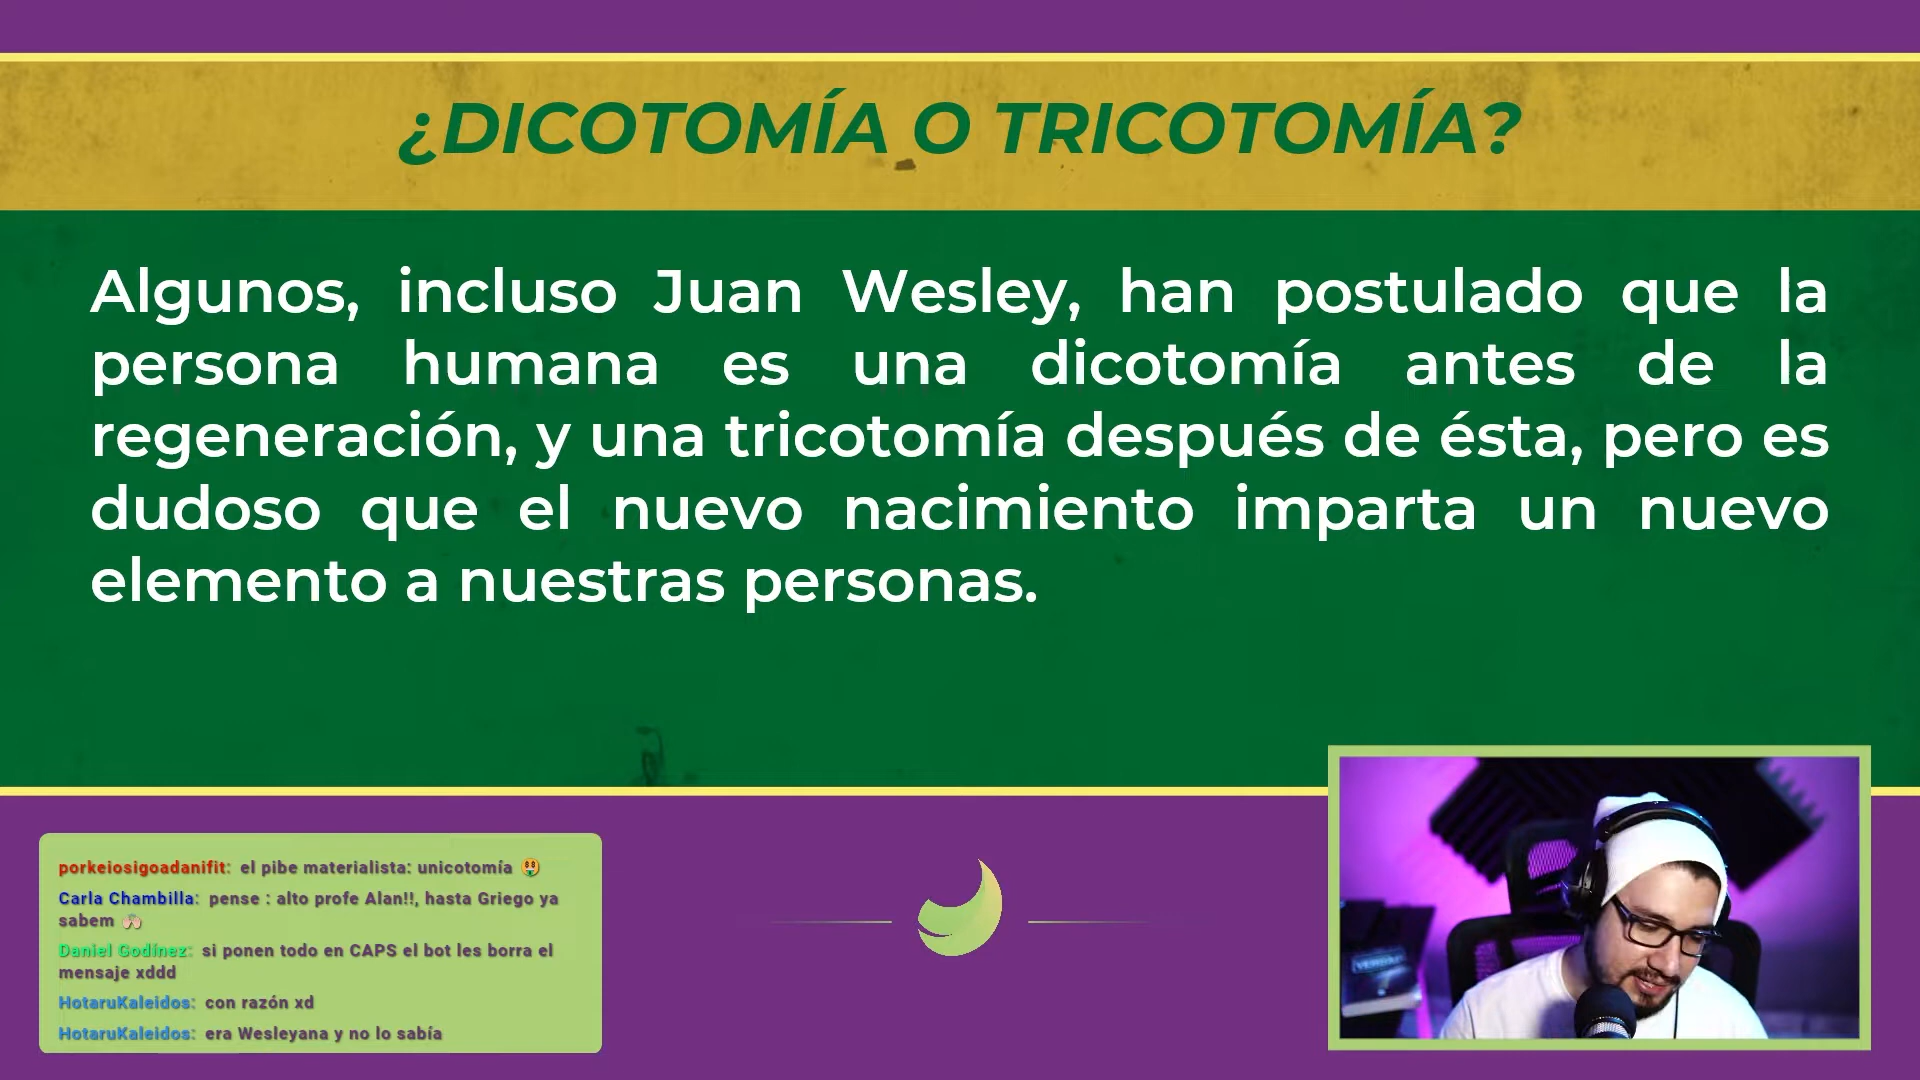 ¿DICOTOMÍA O TRICOTOMÍA?
Algunos, incluso Juan Wesley, han postulado que la
persona humana es una dicotomía antes de la
regeneración, y una tricotomía después de ésta, pero es
dudoso que el nuevo nacimiento imparta un nuevo
elemento a nuestras personas.
porkeiosigoadanifit: el pibe materialista: unicotomía 🤑
Carla Chambilla: pense : alto profe Alan!!, hasta Griego ya
sabem 🙌🏻
Daniel Godínez: si ponen todo en CAPS el bot les borra el
mensaje xddd
HotaruKaleidos: con razón xd
HotaruKaleidos: era Wesleyana y no lo sabía
VERDAD